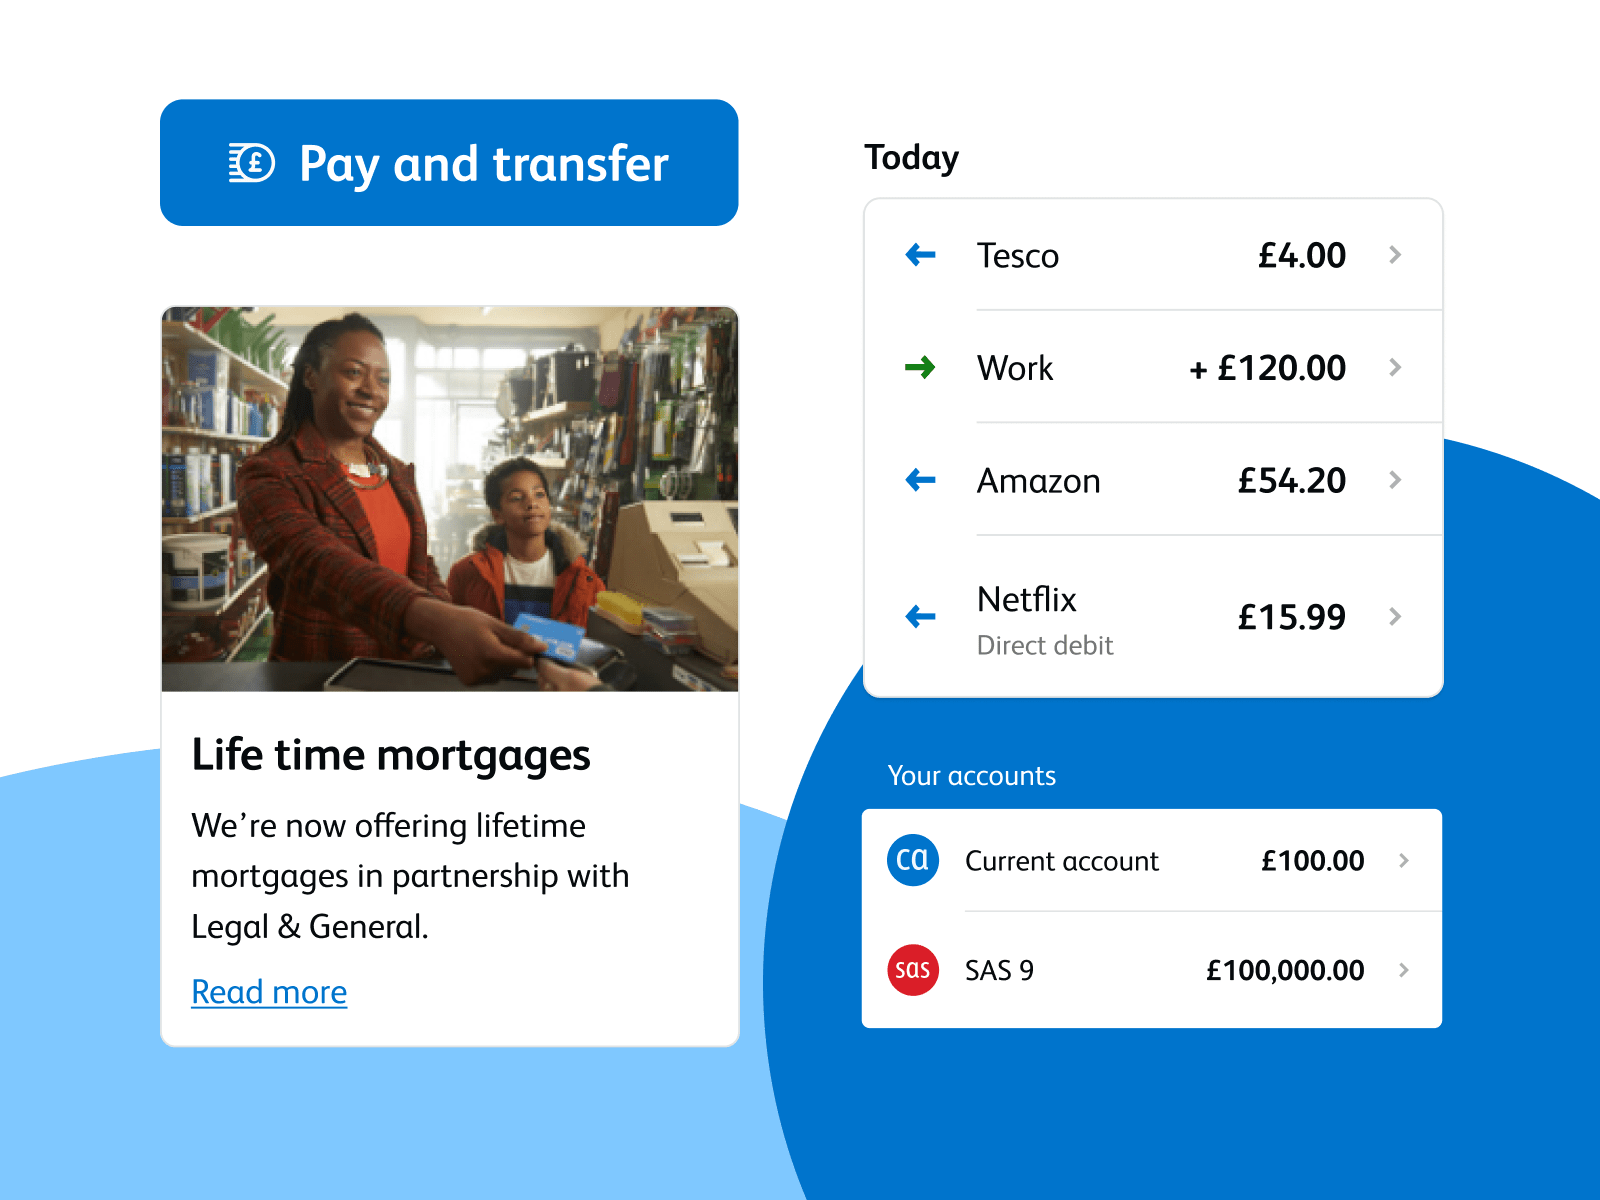 Pay and transfer
Life time mortgages
We’re now offering lifetime
mortgages in partnership with
Legal & General.
Read more
Today
Tesco £4.00
Work + £120.00
Amazon £54.20
Netflix £15.99
Direct debit
Your accounts
ca Current account £100.00
sas SAS 9 £100,000.00